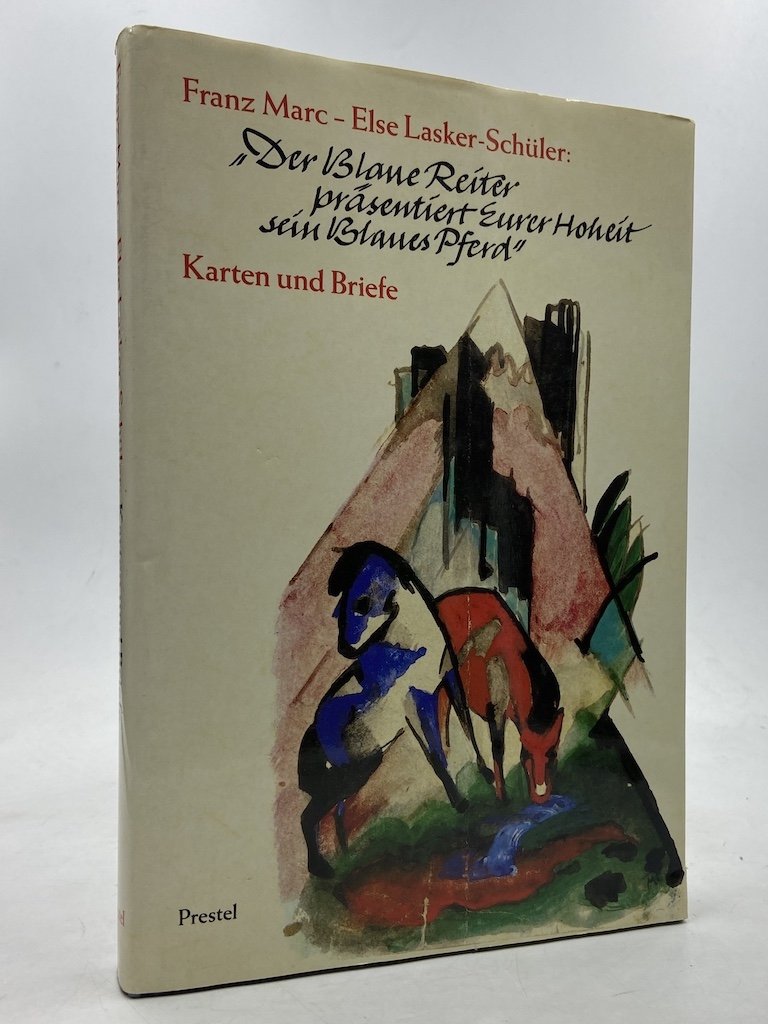 Franz Marc – Else Lasker-Schüler:
„Der Blaue Reiter
präsentiert Eurer Hoheit
sein Blaues Pferd”
Karten und Briefe
Prestel